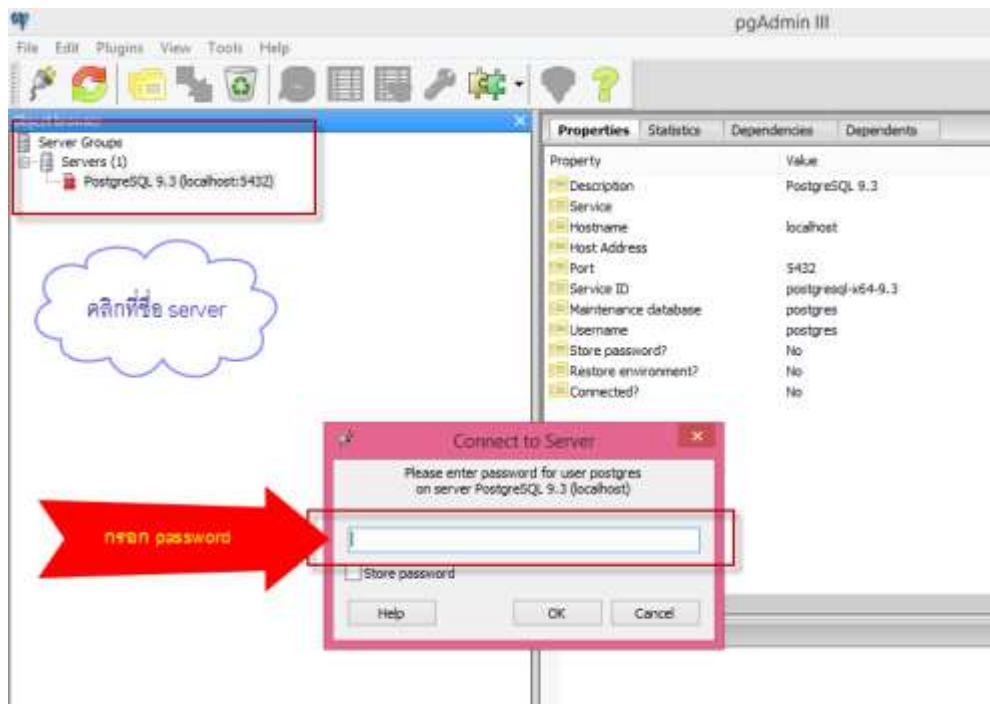 pgAdmin III
File Edit Plugins View Tools Help
Object browser
Server Groups
Servers (1)
PostgreSQL 9.3 (localhost:5432)
Properties Statistics Dependencies Dependents
Property Value
Description PostgreSQL 9.3
Service
Hostname localhost
Host Address
Port 5432
Service ID postgresql-x64-9.3
Maintenance database postgres
Username postgres
Store password? No
Restore environment? No
Connected? No
คลิกที่ชื่อ server
Connect to Server
Please enter password for user postgres
on server PostgreSQL 9.3 (localhost)
กรอก password
Store password
Help OK Cancel